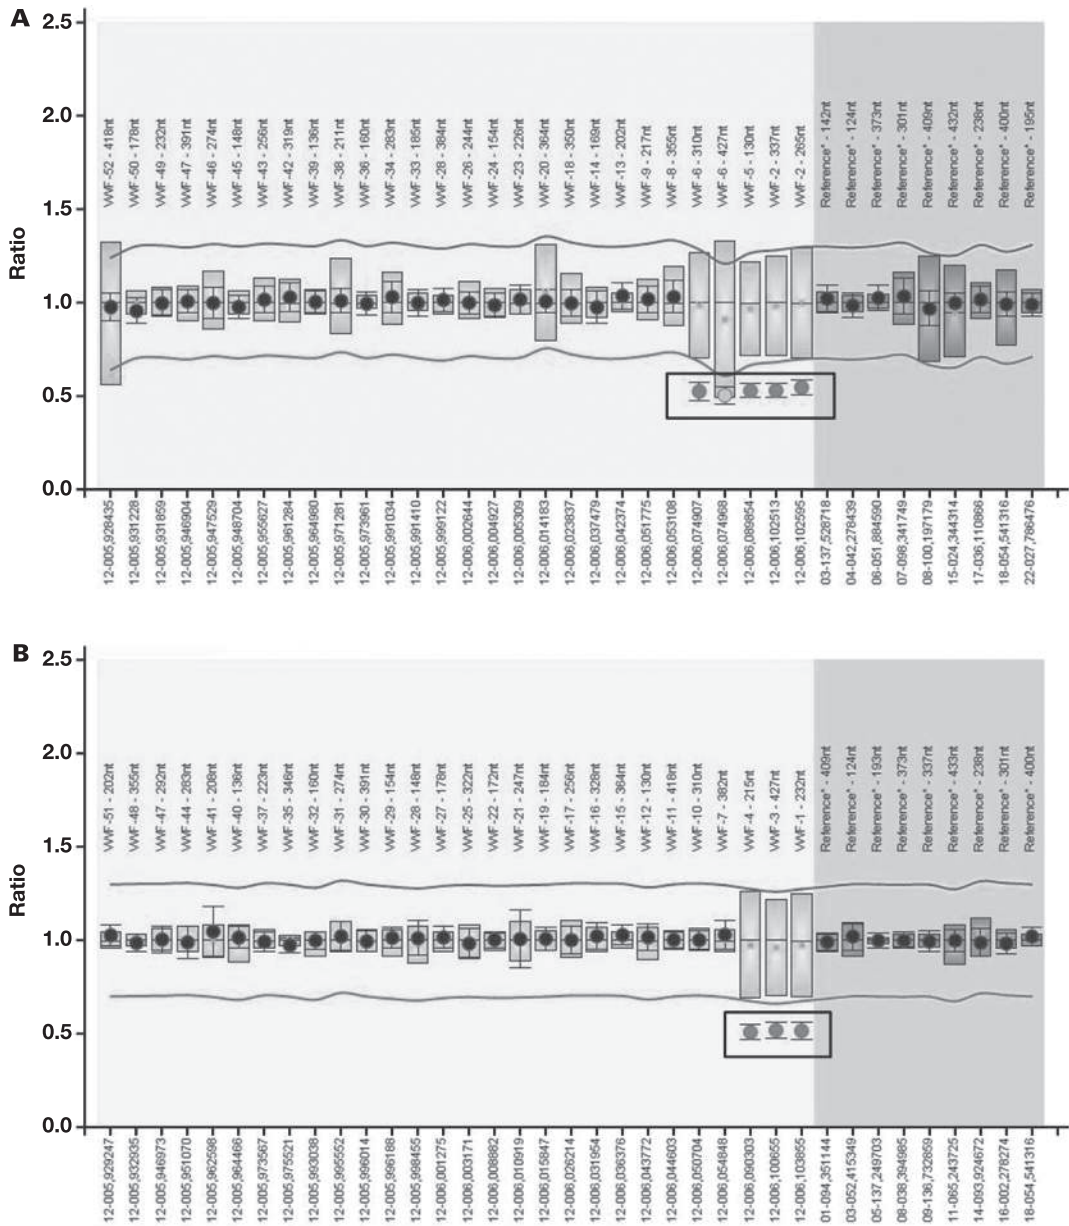 A
2.5
2.0
1.5
1.0
0.5
0.0
Ratio
VWF-52 - 418nt
VWF-50 - 178nt
VWF-49 - 232nt
VWF-47 - 391nt
VWF-46 - 274nt
VWF-45 - 148nt
VWF-43 - 256nt
VWF-42 - 319nt
VWF-39 - 136nt
VWF-38 - 211nt
VWF-36 - 160nt
VWF-34 - 283nt
VWF-33 - 185nt
VWF-28 - 384nt
VWF-26 - 244nt
VWF-24 - 154nt
VWF-23 - 226nt
VWF-20 - 364nt
VWF-18 - 350nt
VWF-14 - 169nt
VWF-13 - 202nt
VWF-9 - 217nt
VWF-8 - 355nt
VWF-6 - 310nt
VWF-6 - 427nt
VWF-5 - 130nt
VWF-2 - 337nt
VWF-2 - 265nt
Reference* - 142nt
Reference* - 124nt
Reference* - 373nt
Reference* - 301nt
Reference* - 409nt
Reference* - 432nt
Reference* - 238nt
Reference* - 400nt
Reference* - 195nt
12-005,928435
12-005,931228
12-005,931859
12-005,946904
12-005,947529
12-005,948704
12-005,955627
12-005,961284
12-005,964980
12-005,971281
12-005,973961
12-005,991034
12-005,991410
12-005,999122
12-006,002644
12-006,004927
12-006,005309
12-006,014183
12-006,023837
12-006,037479
12-006,042374
12-006,051775
12-006,053108
12-006,074907
12-006,074968
12-006,089854
12-006,102513
12-006,102595
03-137,528718
04-042,278439
06-051,884590
07-098,341749
08-100,197179
15-024,344314
17-036,110866
18-054,541316
22-027,786476
B
2.5
2.0
1.5
1.0
0.5
0.0
Ratio
VWF-51 - 202nt
VWF-48 - 355nt
VWF-47 - 292nt
VWF-44 - 283nt
VWF-41 - 208nt
VWF-40 - 136nt
VWF-37 - 223nt
VWF-35 - 346nt
VWF-32 - 160nt
VWF-31 - 274nt
VWF-30 - 391nt
VWF-29 - 154nt
VWF-28 - 148nt
VWF-27 - 178nt
VWF-25 - 322nt
VWF-22 - 172nt
VWF-21 - 247nt
VWF-19 - 184nt
VWF-17 - 256nt
VWF-16 - 328nt
VWF-15 - 364nt
VWF-12 - 130nt
VWF-11 - 418nt
VWF-10 - 310nt
VWF-7 - 382nt
VWF-4 - 215nt
VWF-3 - 427nt
VWF-1 - 232nt
Reference* - 409nt
Reference* - 124nt
Reference* - 193nt
Reference* - 373nt
Reference* - 337nt
Reference* - 433nt
Reference* - 238nt
Reference* - 301nt
Reference* - 400nt
12-005,929247
12-005,932935
12-005,946973
12-005,951070
12-005,962598
12-005,964466
12-005,973567
12-005,975521
12-005,993038
12-005,995552
12-005,996014
12-005,996188
12-005,998455
12-006,001275
12-006,003171
12-006,008882
12-006,010919
12-006,015847
12-006,026214
12-006,031954
12-006,036376
12-006,043772
12-006,044603
12-006,050704
12-006,054848
12-006,090303
12-006,100655
12-006,103855
01-094,351144
03-052,415349
05-137,249703
08-038,394985
09-138,732859
11-065,243725
14-093,924672
16-002,278274
18-054,541316